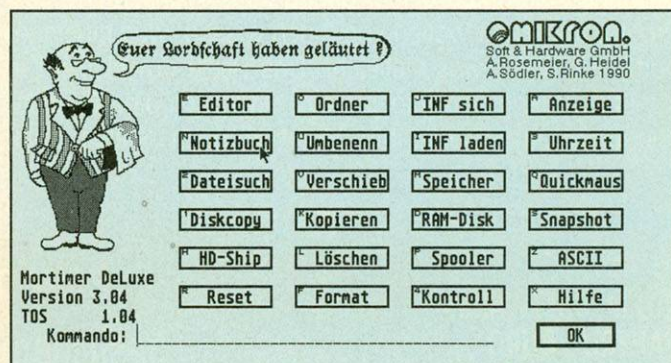 Euer Lordschaft haben geläutet ?
OMIKRON.
Soft & Hardware GmbH
A.Rosemeier, G.Heidel
A.Södler, S.Rinke 1990
E Editor
O Ordner
J INF sich
A Anzeige
N Notizbuch
U Umbenenn
I INF laden
Uhrzeit
Dateisuch
V Verschieb
M Speicher
Q Quickmaus
Diskcopy
K Kopieren
D RAM-Disk
S Snapshot
H HD-Ship
L Löschen
P Spooler
Z ASCII
R Reset
F Format
Kontroll
X Hilfe
Mortimer DeLuxe
Version 3.04
TOS 1.04
Kommando:
OK